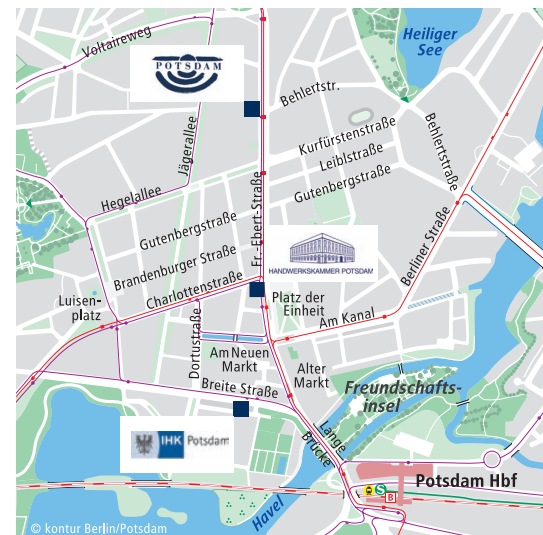 Voltaireweg
Heiliger
See
POTSDAM
Behlertstr.
Kurfürstenstraße
Behlertstraße
Leiblstraße
Jägerallee
Gutenbergstraße
Hegelallee
Fr.-Ebert-Straße
Gutenbergstraße
Berliner Straße
Brandenburger Straße
HANDWERKSKAMMER POTSDAM
Charlottenstraße
Luisen-
platz
Platz der
Einheit
Am Kanal
Dortustraße
Am Neuen
Markt
Alter
Markt
Breite Straße
Freundschafts-
insel
Lange
Brücke
IHK Potsdam
Potsdam Hbf
S
B
Havel
© kontur Berlin/Potsdam